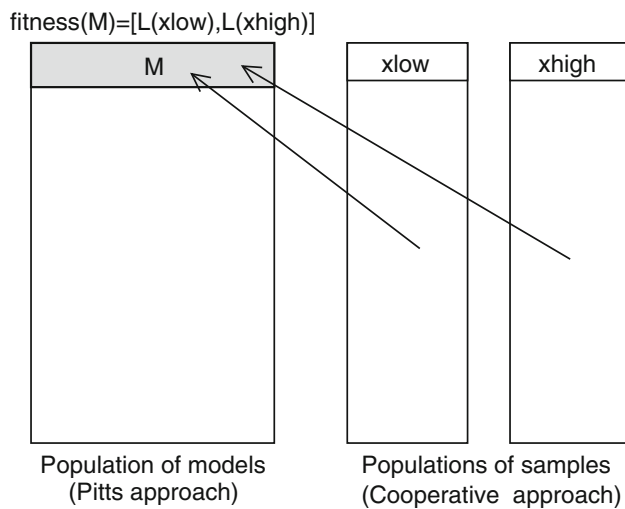 fitness(M)=[L(xlow),L(xhigh)]
M
xlow
xhigh
Population of models
(Pitts approach)
Populations of samples
(Cooperative approach)